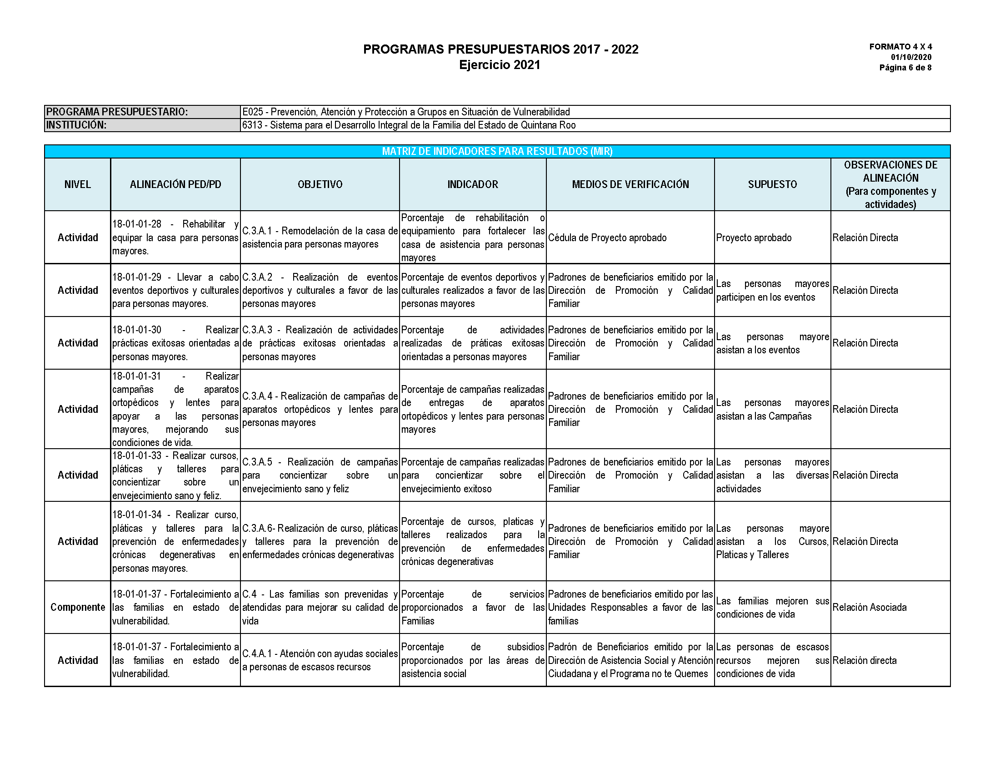 PROGRAMAS PRESUPUESTARIOS 2017 - 2022
Ejercicio 2021
FORMATO 4 X 4
01/10/2020
Página 6 de 8
PROGRAMA PRESUPUESTARIO:
E025 - Prevención, Atención y Protección a Grupos en Situación de Vulnerabilidad
INSTITUCIÓN:
6313 - Sistema para el Desarrollo Integral de la Familia del Estado de Quintana Roo
MATRIZ DE INDICADORES PARA RESULTADOS (MIR)
NIVEL
ALINEACIÓN PED/PD
OBJETIVO
INDICADOR
MEDIOS DE VERIFICACIÓN
SUPUESTO
OBSERVACIONES DE
ALINEACIÓN
(Para componentes y
actividades)
Actividad
18-01-01-28 - Rehabilitar y
equipar la casa para personas
mayores.
C.3.A.1 - Remodelación de la casa de
asistencia para personas mayores
Porcentaje de rehabilitación o
equipamiento para fortalecer las
casa de asistencia para personas
mayores
Cédula de Proyecto aprobado
Proyecto aprobado
Relación Directa
Actividad
18-01-01-29 - Llevar a cabo
eventos deportivos y culturales
para personas mayores.
C.3.A.2 - Realización de eventos
deportivos y culturales a favor de las
personas mayores
Porcentaje de eventos deportivos y
culturales realizados a favor de las
personas mayores
Padrones de beneficiarios emitido por la
Dirección de Promoción y Calidad
Familiar
Las personas mayores
participen en los eventos
Relación Directa
Actividad
18-01-01-30 - Realizar
prácticas exitosas orientadas a
personas mayores.
C.3.A.3 - Realización de actividades
de prácticas exitosas orientadas a
personas mayores
Porcentaje de actividades
realizadas de práticas exitosas
orientadas a personas mayores
Padrones de beneficiarios emitido por la
Dirección de Promoción y Calidad
Familiar
Las personas mayore
asistan a los eventos
Relación Directa
Actividad
18-01-01-31 - Realizar
campañas de aparatos
ortopédicos y lentes para
apoyar a las personas
mayores, mejorando sus
condiciones de vida.
C.3.A.4 - Realización de campañas de
aparatos ortopédicos y lentes para
personas mayores
Porcentaje de campañas realizadas
de entregas de aparatos
ortopédicos y lentes para personas
mayores
Padrones de beneficiarios emitido por la
Dirección de Promoción y Calidad
Familiar
Las personas mayores
asistan a las Campañas
Relación Directa
Actividad
18-01-01-33 - Realizar cursos,
pláticas y talleres para
concientizar sobre un
envejecimiento sano y feliz.
C.3.A.5 - Realización de campañas
para concientizar sobre un
envejecimiento sano y feliz
Porcentaje de campañas realizadas
para concientizar sobre el
envejecimiento exitoso
Padrones de beneficiarios emitido por la
Dirección de Promoción y Calidad
Familiar
Las personas mayores
asistan a las diversas
actividades
Relación Directa
Actividad
18-01-01-34 - Realizar curso,
pláticas y talleres para la
prevención de enfermedades
crónicas degenerativas en
personas mayores.
C.3.A.6- Realización de curso, pláticas
y talleres para la prevención de
enfermedades crónicas degenerativas
Porcentaje de cursos, platicas y
talleres realizados para la
prevención de enfermedades
crónicas degenerativas
Padrones de beneficiarios emitido por la
Dirección de Promoción y Calidad
Familiar
Las personas mayore
asistan a los Cursos,
Platicas y Talleres
Relación Directa
Componente
18-01-01-37 - Fortalecimiento a
las familias en estado de
vulnerabilidad.
C.4 - Las familias son prevenidas y
atendidas para mejorar su calidad de
vida
Porcentaje de servicios
proporcionados a favor de las
Familias
Padrones de beneficiarios emitido por las
Unidades Responsables a favor de las
familias
Las familias mejoren sus
condiciones de vida
Relación Asociada
Actividad
18-01-01-37 - Fortalecimiento a
las familias en estado de
vulnerabilidad.
C.4.A.1 - Atención con ayudas sociales
a personas de escasos recursos
Porcentaje de subsidios
proporcionados por las áreas de
asistencia social
Padrón de Beneficiarios emitido por la
Dirección de Asistencia Social y Atención
Ciudadana y el Programa no te Quemes
Las personas de escasos
recursos mejoren sus
condiciones de vida
Relación directa